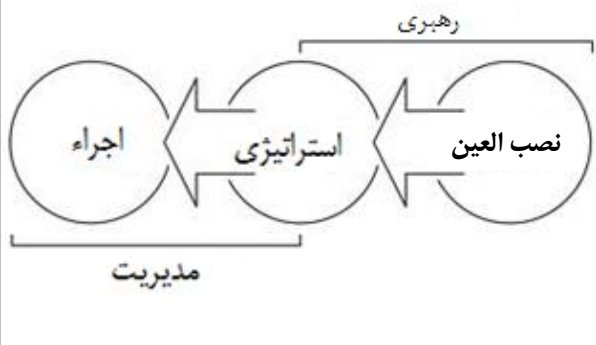 رهبری
نصب العین
استراتیژی
اجراء
مدیریت